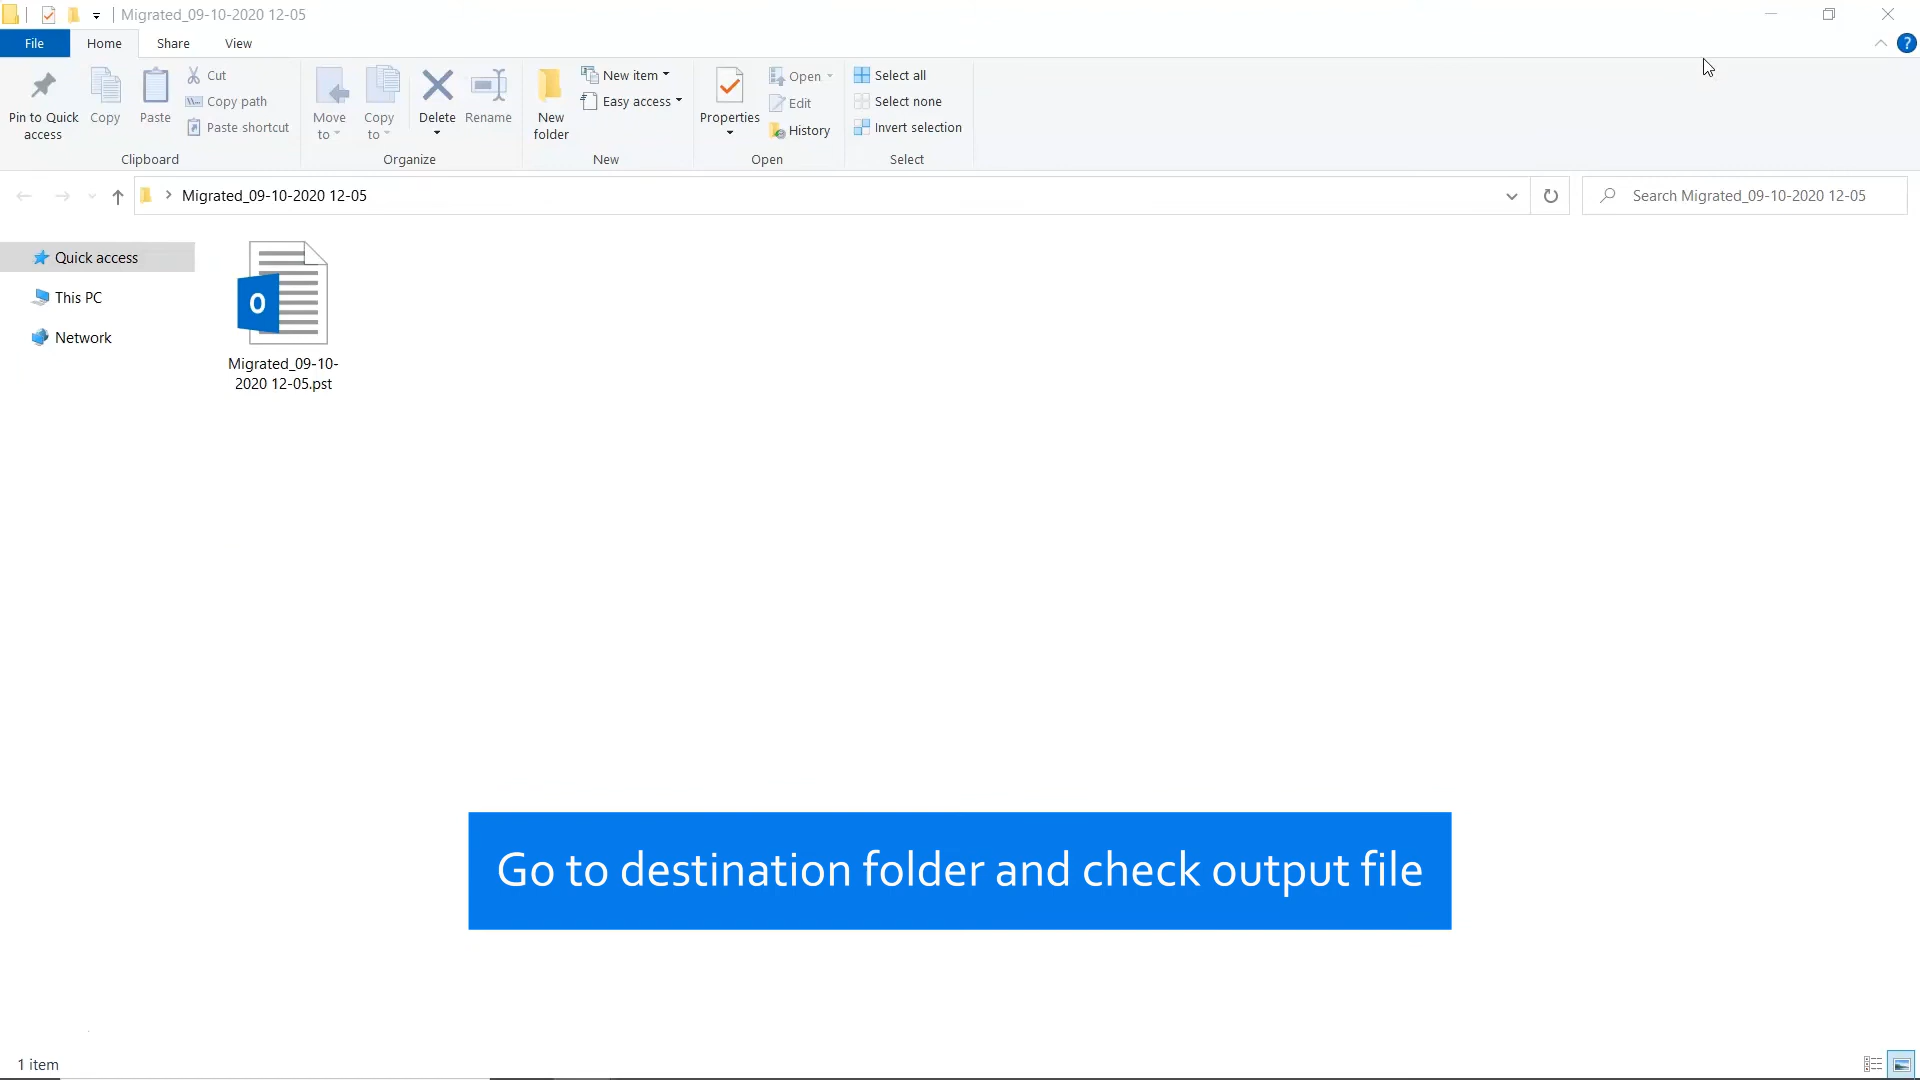 Migrated_09-10-2020 12-05
File Home Share View
?
Pin to Quick access
Copy
Paste
Cut
Copy path
Paste shortcut
Clipboard
Move to
Copy to
Delete
Rename
Organize
New folder
New item
Easy access
New
Properties
Open
Edit
History
Open
Select all
Select none
Invert selection
Select
Migrated_09-10-2020 12-05
Search Migrated_09-10-2020 12-05
Quick access
This PC
Network
O
Migrated_09-10-
2020 12-05.pst
Go to destination folder and check output file
1 item